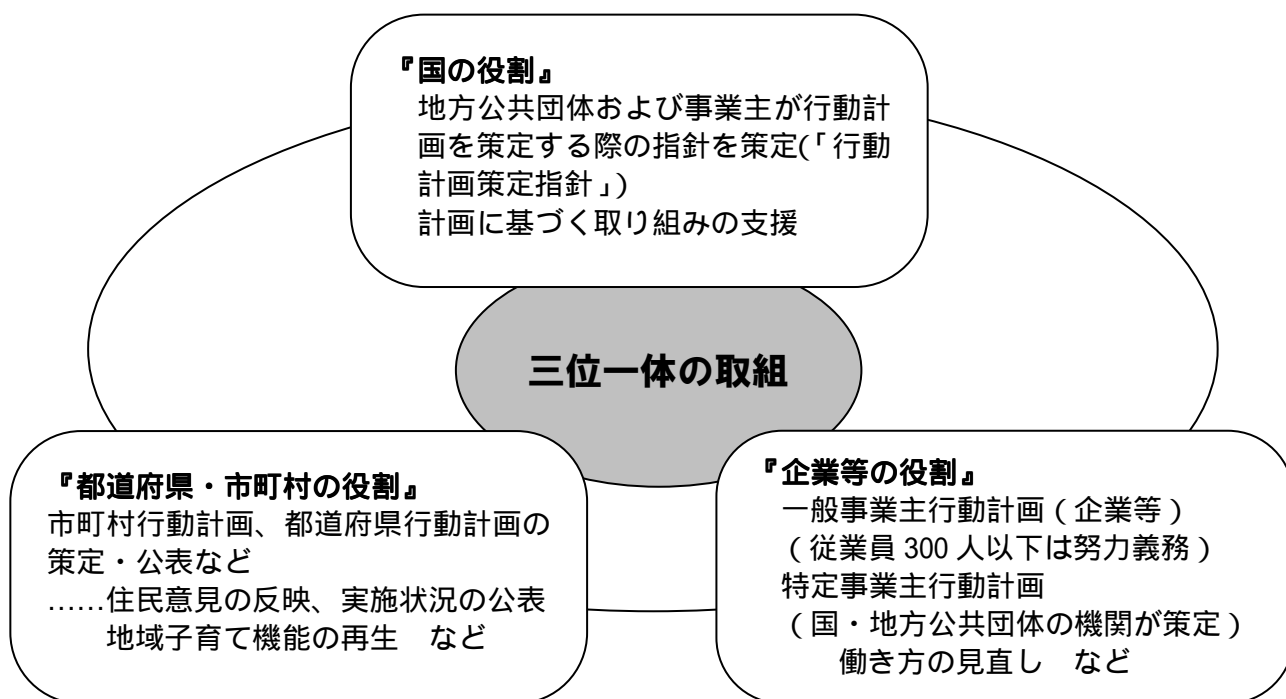 『国の役割』
地方公共団体および事業主が行動計
画を策定する際の指針を策定(「行動
計画策定指針」)
計画に基づく取り組みの支援
三位一体の取組
『都道府県・市町村の役割』
市町村行動計画、都道府県行動計画の
策定・公表など
……住民意見の反映、実施状況の公表
地域子育て機能の再生　など
『企業等の役割』
一般事業主行動計画（企業等）
（従業員 300 人以下は努力義務）
特定事業主行動計画
（国・地方公共団体の機関が策定）
働き方の見直し　など